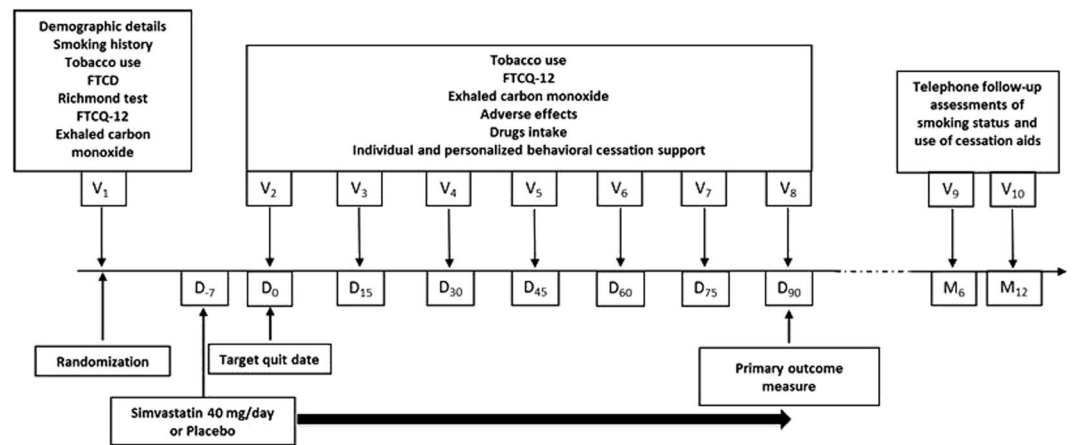 Demographic details
Smoking history
Tobacco use
FTCD
Richmond test
FTCQ-12
Exhaled carbon
monoxide
Tobacco use
FTCQ-12
Exhaled carbon monoxide
Adverse effects
Drugs intake
Individual and personalized behavioral cessation support
Telephone follow-up
assessments of
smoking status and
use of cessation aids
V1 V2 V3 V4 V5 V6 V7 V8 V9 V10
D-7 D0 D15 D30 D45 D60 D75 D90 M6 M12
Randomization
Target quit date
Primary outcome
measure
Simvastatin 40 mg/day
or Placebo